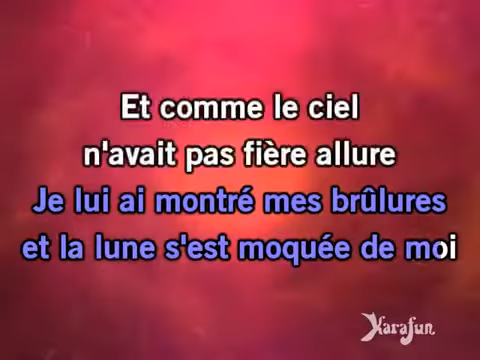 Et comme le ciel
n'avait pas fière allure
Je lui ai montré mes brûlures
et la lune s'est moquée de moi
Karafun